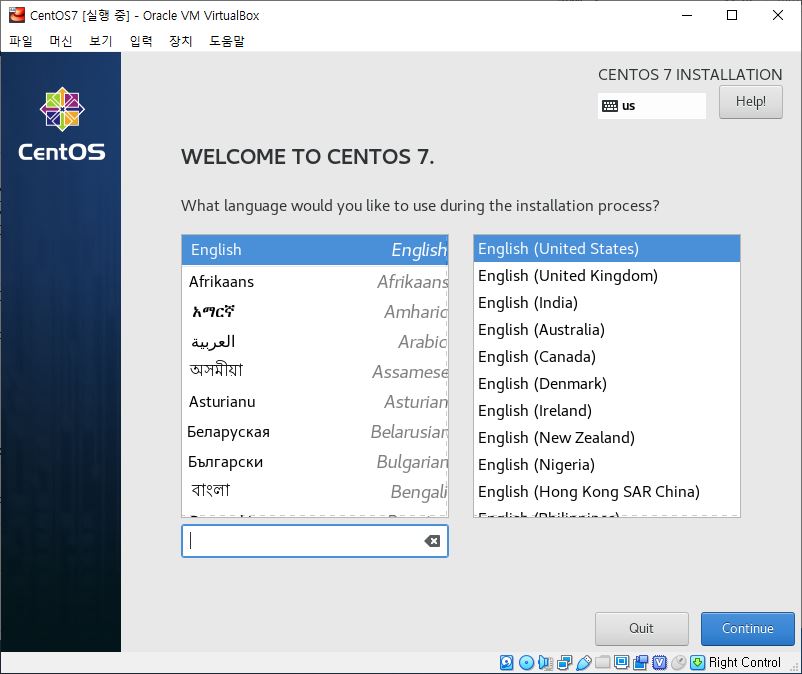 CentOS7 [실행 중] - Oracle VM VirtualBox
파일 머신 보기 입력 장치 도움말
CentOS
CENTOS 7 INSTALLATION
us
Help!
WELCOME TO CENTOS 7.
What language would you like to use during the installation process?
English English
Afrikaans Afrikaans
አማርኛ Amharic
العربية Arabic
অসমীয়া Assamese
Asturianu Asturian
Беларуская Belarusian
Български Bulgarian
বাংলা Bengali
English (United States)
English (United Kingdom)
English (India)
English (Australia)
English (Canada)
English (Denmark)
English (Ireland)
English (New Zealand)
English (Nigeria)
English (Hong Kong SAR China)
English (Philippines)
Quit
Continue
Right Control